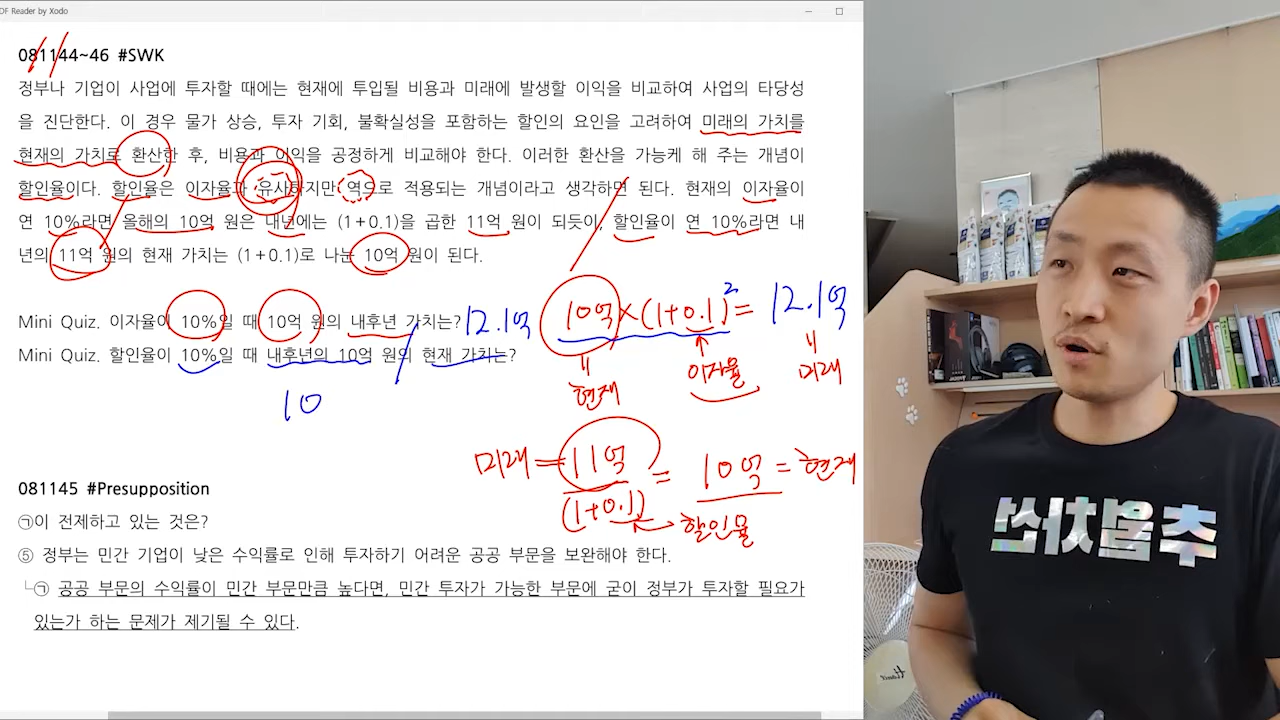 DF Reader by Xodo
081144~46 #SWK
11
정부나 기업이 사업에 투자할 때에는 현재에 투입될 비용과 미래에 발생할 이익을 비교하여 사업의 타당성
을 진단한다. 이 경우 물가 상승, 투자 기회, 불확실성을 포함하는 할인의 요인을 고려하여 미래의 가치를
현재의 가치로 환산한 후, 비용과 이익을 공정하게 비교해야 한다. 이러한 환산을 가능케 해 주는 개념이
할인율이다. 할인율은 이자율과 유사하지만 역으로 적용되는 개념이라고 생각하면 된다. 현재의 이자율이
연 10%라면 올해의 10억 원은 내년에는 (1+0.1)을 곱한 11억 원이 되듯이, 할인율이 연 10%라면 내
년의 11억 원의 현재 가치는 (1+0.1)로 나눈 10억 원이 된다.
Mini Quiz. 이자율이 10%일 때 10억 원의 내후년 가치는? 12.1억
10억×(1+0.1)²= 12.1억
Mini Quiz. 할인율이 10%일 때 내후년의 10억 원의 현재 가치는?
현재 이자율 미래
10
미래=11억/(1+0.1)=10억=현재
할인율
081145 #Presupposition
㉠이 전제하고 있는 것은?
⑤ 정부는 민간 기업이 낮은 수익률로 인해 투자하기 어려운 공공 부문을 보완해야 한다.
└㉠ 공공 부문의 수익률이 민간 부문만큼 높다면, 민간 투자가 가능한 부문에 굳이 정부가 투자할 필요가
있는가 하는 문제가 제기될 수 있다.